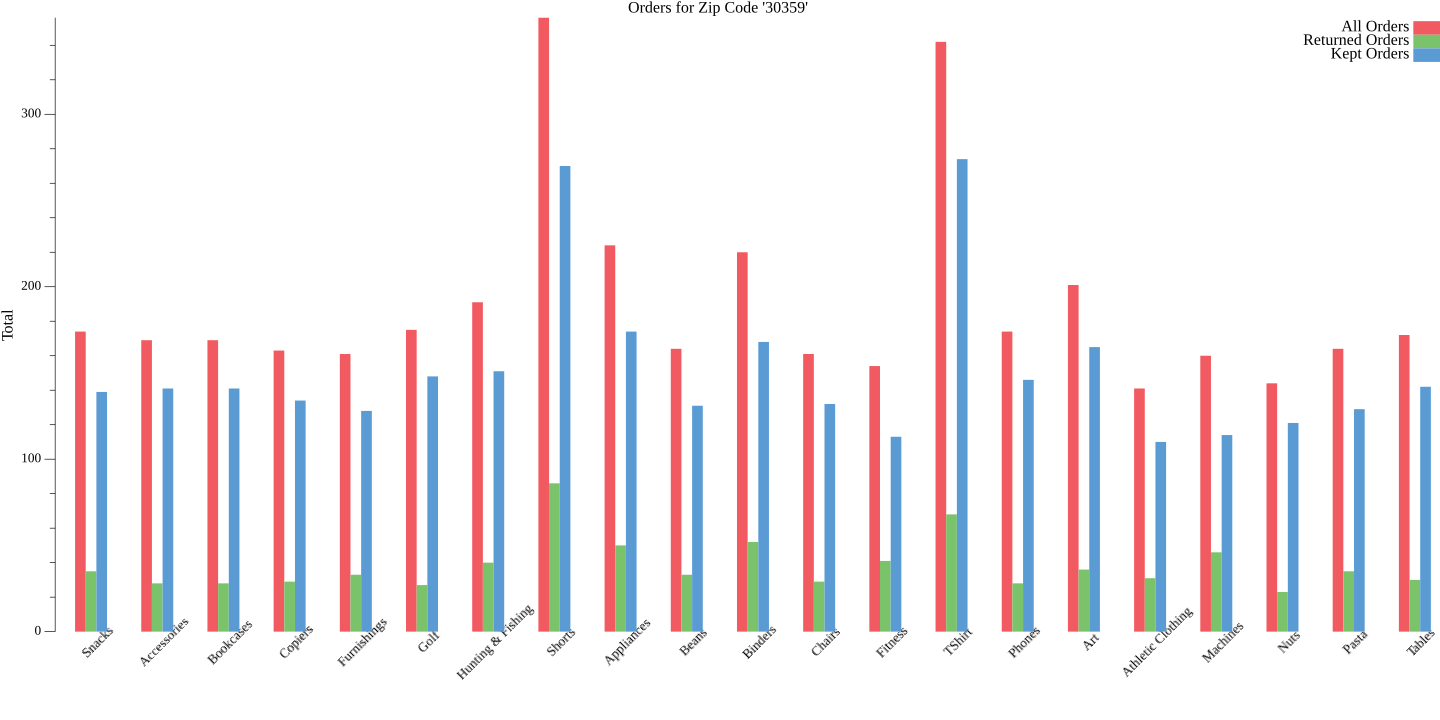 Orders for Zip Code '30359'
All Orders
Returned Orders
Kept Orders
Total
300
200
100
0
Snacks
Accessories
Bookcases
Copiers
Furnishings
Golf
Hunting & Fishing
Shorts
Appliances
Beans
Binders
Chairs
Fitness
TShirt
Phones
Art
Athletic Clothing
Machines
Nuts
Pasta
Tables